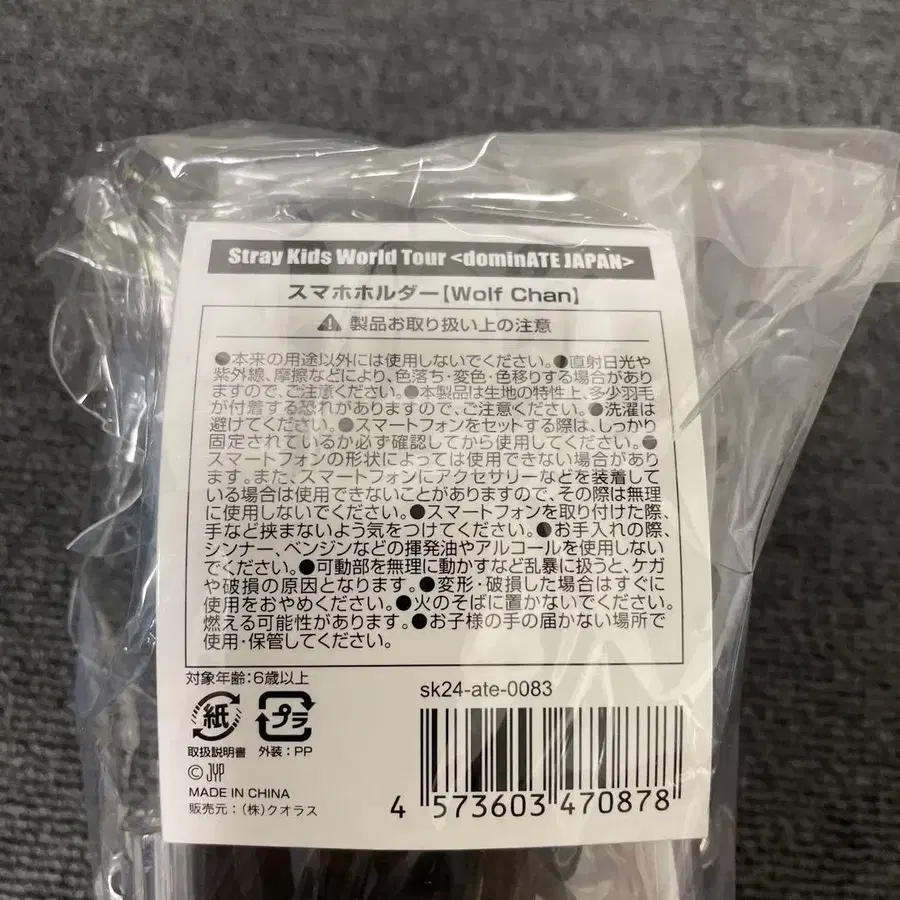 Stray Kids World Tour <dominATE JAPAN>
スマホホルダー【Wolf Chan】
⚠ 製品お取り扱い上の注意
●本来の用途以外には使用しないでください。●直射日光や
紫外線、摩擦などにより、色落ち・変色・色移りする場合があり
ますので、ご注意ください。●本製品は生地の特性上、多少羽毛
が付着する恐れがありますので、ご注意ください。●洗濯は
避けてください。●スマートフォンをセットする際は、しっかり
固定されているか必ず確認してから使用してください。●
スマートフォンの形状によっては使用できない場合があり
ます。また、スマートフォンにアクセサリーなどを装着して
いる場合は使用できないことがありますので、その際は無理
に使用しないでください。●スマートフォンを取り付けた際、
手など挟まないよう気をつけてください。●お手入れの際、
シンナー、ベンジンなどの揮発油やアルコールを使用しない
でください。●可動部を無理に動かすなど乱暴に扱うと、ケガ
や破損の原因となります。●変形・破損した場合はすぐに
使用をおやめください。●火のそばに置かないでください。
燃える可能性があります。●お子様の手の届かない場所で
使用・保管してください。
対象年齢:6歳以上
sk24-ate-0083
紙 プラ
取扱説明書 外装:PP
©JYP
MADE IN CHINA
販売元:(株)クオラス
4 573603 470878